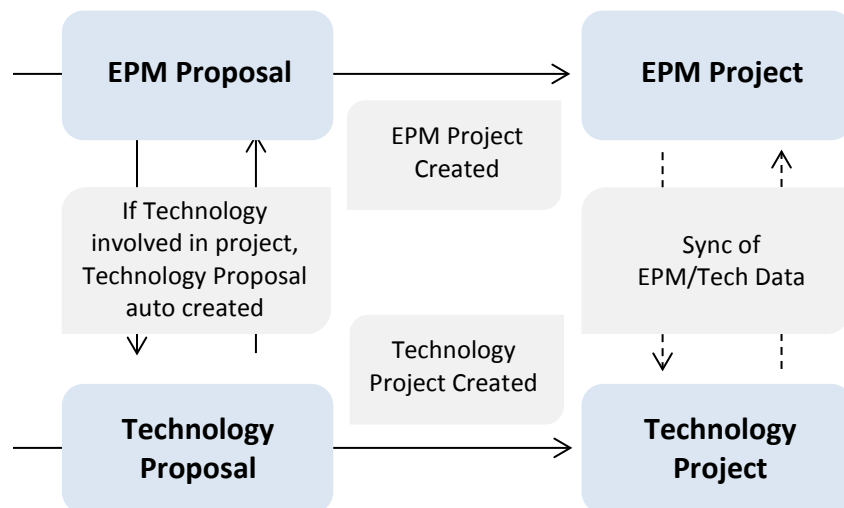 EPM Proposal
EPM Project
EPM Project
Created
If Technology
involved in project,
Technology Proposal
auto created
Sync of
EPM/Tech Data
Technology
Project Created
Technology
Proposal
Technology
Project